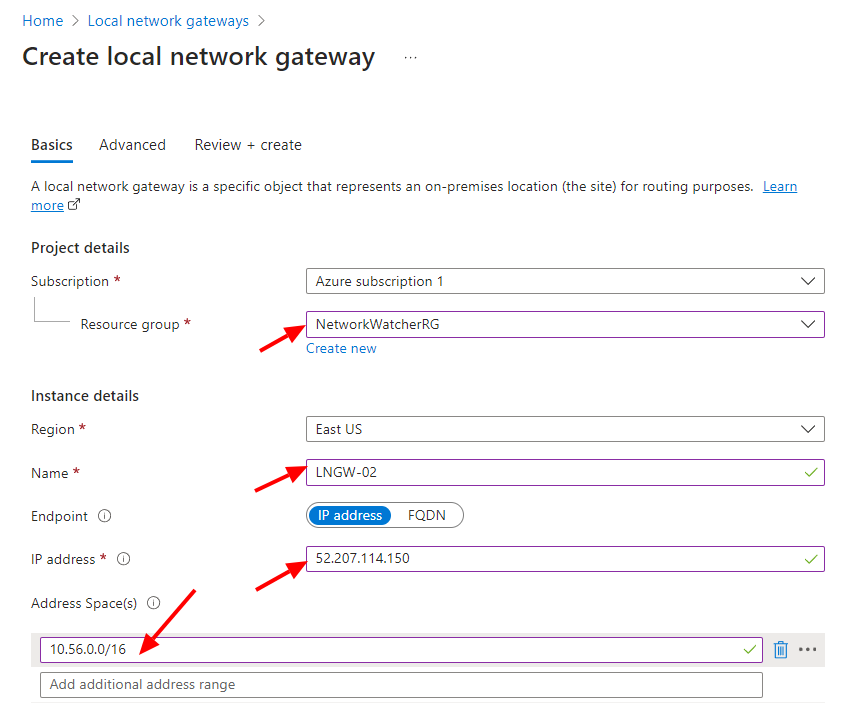 Home > Local network gateways >
Create local network gateway ...
Basics Advanced Review + create
A local network gateway is a specific object that represents an on-premises location (the site) for routing purposes. Learn
more
Project details
Subscription * Azure subscription 1
Resource group * NetworkWatcherRG
Create new
Instance details
Region * East US
Name * LNGW-02
Endpoint IP address FQDN
IP address * 52.207.114.150
Address Space(s)
10.56.0.0/16
Add additional address range